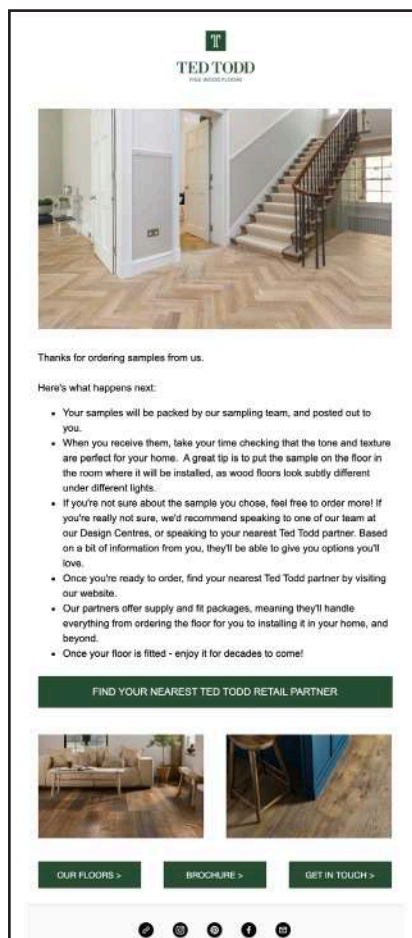 TED TODD
FINE WOOD FLOORS
Thanks for ordering samples from us.
Here's what happens next:
• Your samples will be packed by our sampling team, and posted out to
you.
• When you receive them, take your time checking that the tone and texture
are perfect for your home. A great tip is to put the sample on the floor in
the room where it will be installed, as wood floors look subtly different
under different lights.
• If you're not sure about the sample you chose, feel free to order more! If
you're really not sure, we'd recommend speaking to one of our team at
our Design Centres, or speaking to your nearest Ted Todd partner. Based
on a bit of information from you, they'll be able to give you options you'll
love.
• Once you're ready to order, find your nearest Ted Todd partner by visiting
our website.
• Our partners offer supply and fit packages, meaning they'll handle
everything from ordering the floor for you to installing it in your home, and
beyond.
• Once your floor is fitted - enjoy it for decades to come!
FIND YOUR NEAREST TED TODD RETAIL PARTNER
OUR FLOORS >
BROCHURE >
GET IN TOUCH >